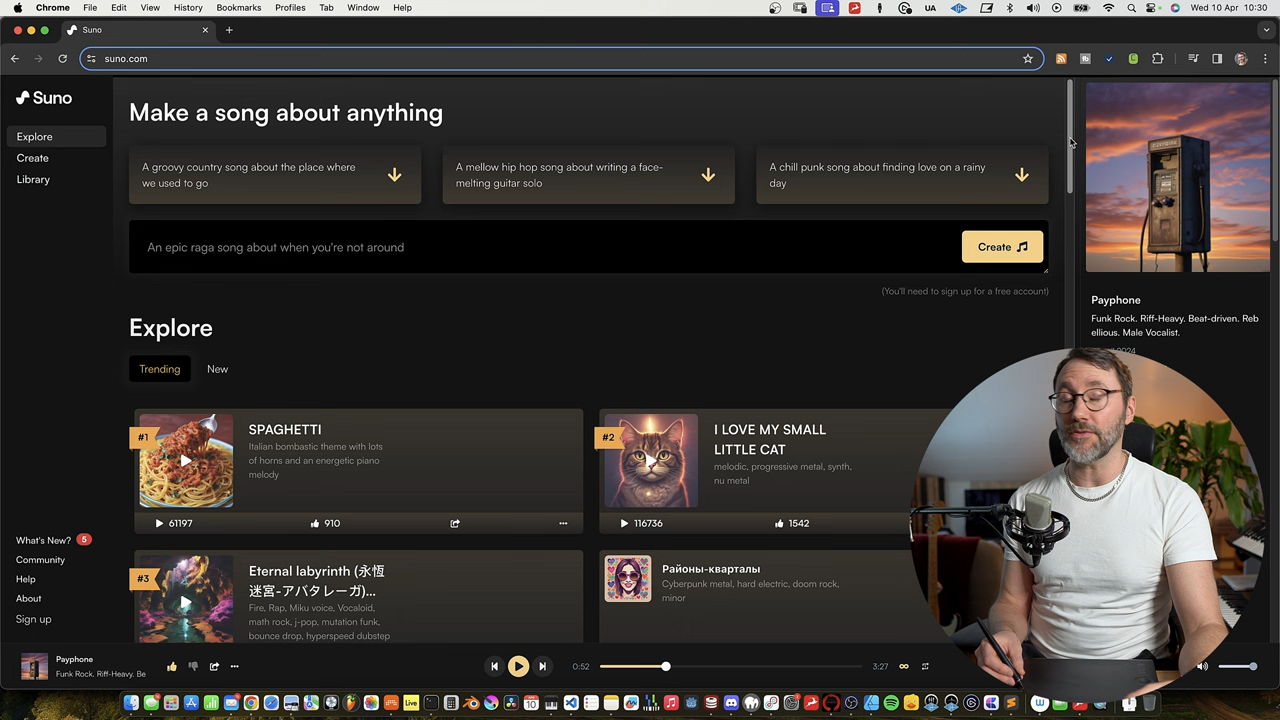 Chrome File Edit View History Bookmarks Profiles Tab Window Help
UA
Wed 10 Apr 10:30
Suno
suno.com
Suno
Explore
Create
Library
Make a song about anything
A groovy country song about the place where
we used to go
A mellow hip hop song about writing a face-
melting guitar solo
A chill punk song about finding love on a rainy
day
An epic raga song about when you're not around
Create
(You'll need to sign up for a free account)
Explore
Trending
New
#1
SPAGHETTI
Italian bombastic theme with lots
of horns and an energetic piano
melody
61197
910
#2
I LOVE MY SMALL
LITTLE CAT
melodic, progressive metal, synth,
nu metal
116736
1542
#3
Eternal labyrinth (永恆
迷宮-アバタレーガ)...
Fire, Rap, Miku voice, Vocaloid,
math rock, j-pop, mutation funk,
bounce drop, hyperspeed dubstep
Районы-кварталы
Cyberpunk metal, hard electric, doom rock,
minor
Payphone
Funk Rock. Riff-Heavy. Beat-driven. Reb
ellious. Male Vocalist.
2024
What's New? 5
Community
Help
About
Sign up
Payphone
Funk Rock. Riff-Heavy. Be
0:52
3:27
10
Live